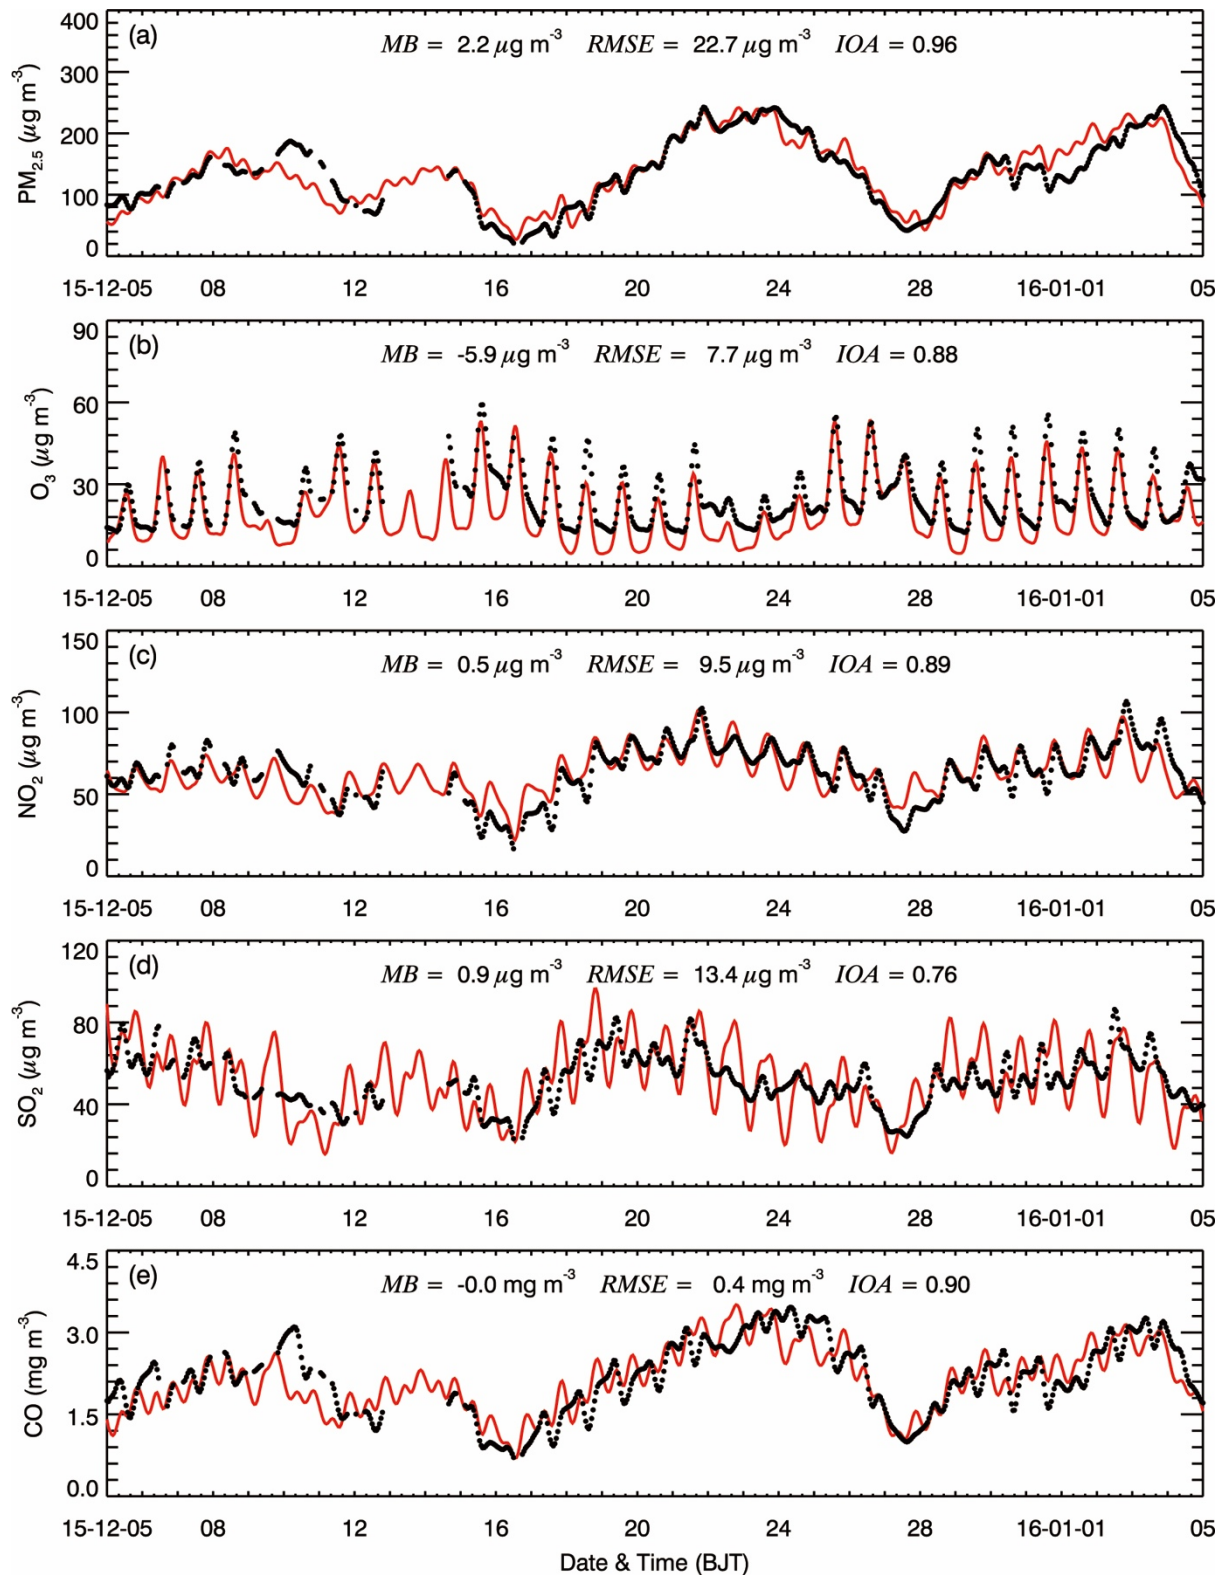 (a) MB = 2.2 μg m⁻³ RMSE = 22.7 μg m⁻³ IOA = 0.96
PM₂.₅ (μg m⁻³)
400
300
200
100
0
15-12-05 08 12 16 20 24 28 16-01-01 05
(b) MB = -5.9 μg m⁻³ RMSE = 7.7 μg m⁻³ IOA = 0.88
O₃ (μg m⁻³)
90
60
30
0
15-12-05 08 12 16 20 24 28 16-01-01 05
(c) MB = 0.5 μg m⁻³ RMSE = 9.5 μg m⁻³ IOA = 0.89
NO₂ (μg m⁻³)
150
100
50
0
15-12-05 08 12 16 20 24 28 16-01-01 05
(d) MB = 0.9 μg m⁻³ RMSE = 13.4 μg m⁻³ IOA = 0.76
SO₂ (μg m⁻³)
120
80
40
0
15-12-05 08 12 16 20 24 28 16-01-01 05
(e) MB = -0.0 mg m⁻³ RMSE = 0.4 mg m⁻³ IOA = 0.90
CO (mg m⁻³)
4.5
3.0
1.5
0.0
15-12-05 08 12 16 20 24 28 16-01-01 05
Date & Time (BJT)